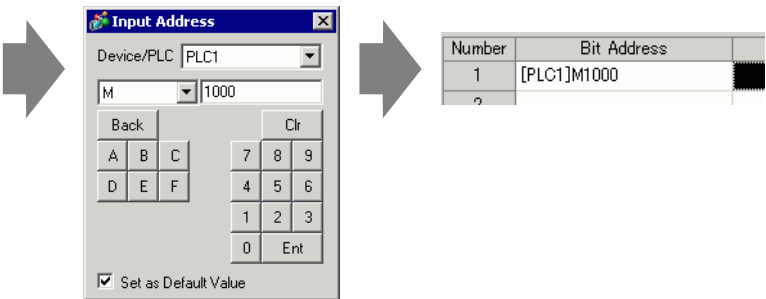 Input Address
Device/PLC PLC1
M 1000
Back Clr
A B C 7 8 9
D E F 4 5 6
1 2 3
0 Ent
Set as Default Value
Number Bit Address
1 [PLC1]M1000